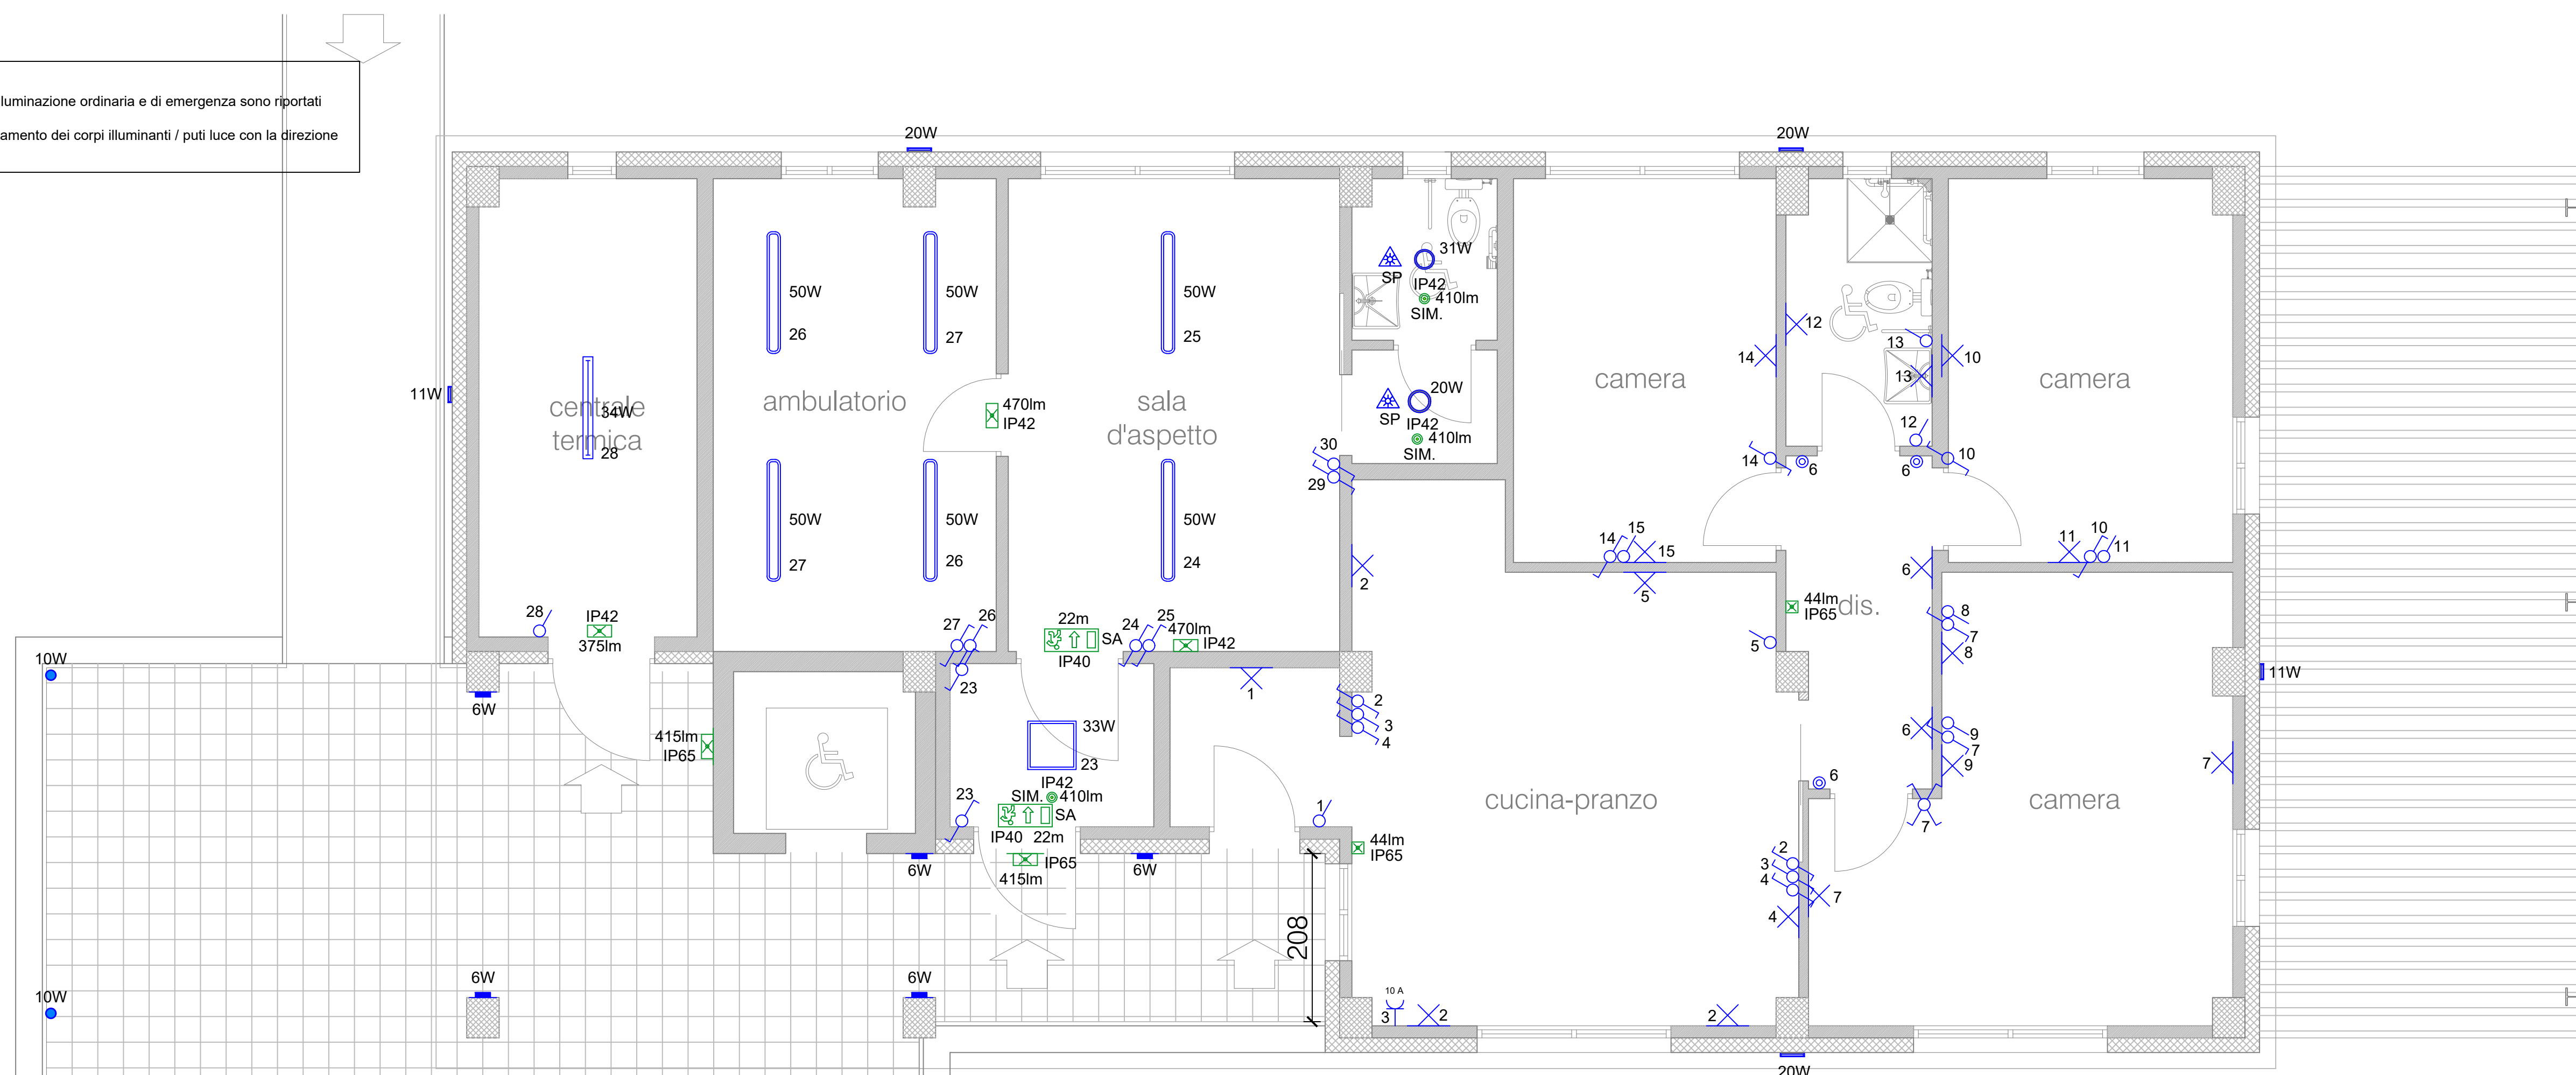 luminazione ordinaria e di emergenza sono riportati
amento dei corpi illuminanti / puti luce con la direzione
20W
20W
11W
centrale
termica
34W
28
28
IP42
375lm
ambulatorio
50W
26
50W
27
50W
27
50W
26
470lm
IP42
sala
d'aspetto
50W
25
50W
24
31W
SP
IP42
410lm
SIM.
20W
SP
IP42
410lm
SIM.
30
29
camera
14
14
14
15
15
5
12
13
13
12
6
6
10
10
camera
11
10
11
2
6
44lm
IP65
dis.
5
8
7
8
6
9
7
9
7
7
11W
camera
6
7
27
26
23
22m
SA
IP40
24
25
470lm
IP42
1
2
3
4
33W
23
IP42
SIM.
410lm
SA
IP40
22m
23
IP65
415lm
415lm
IP65
1
44lm
IP65
cucina-pranzo
2
3
4
4
7
10W
6W
6W
6W
208
10W
6W
6W
10 A
3
2
2
20W